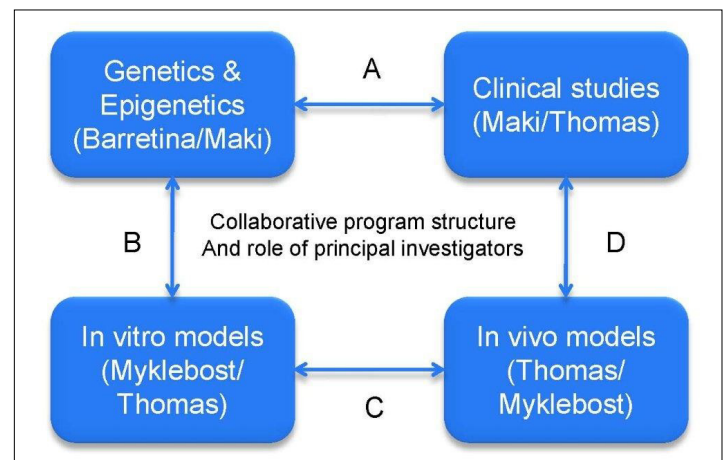 Genetics &
Epigenetics
(Barretina/Maki)
A
Clinical studies
(Maki/Thomas)
B
Collaborative program structure
And role of principal investigators
D
In vitro models
(Myklebost/
Thomas)
C
In vivo models
(Thomas/
Myklebost)